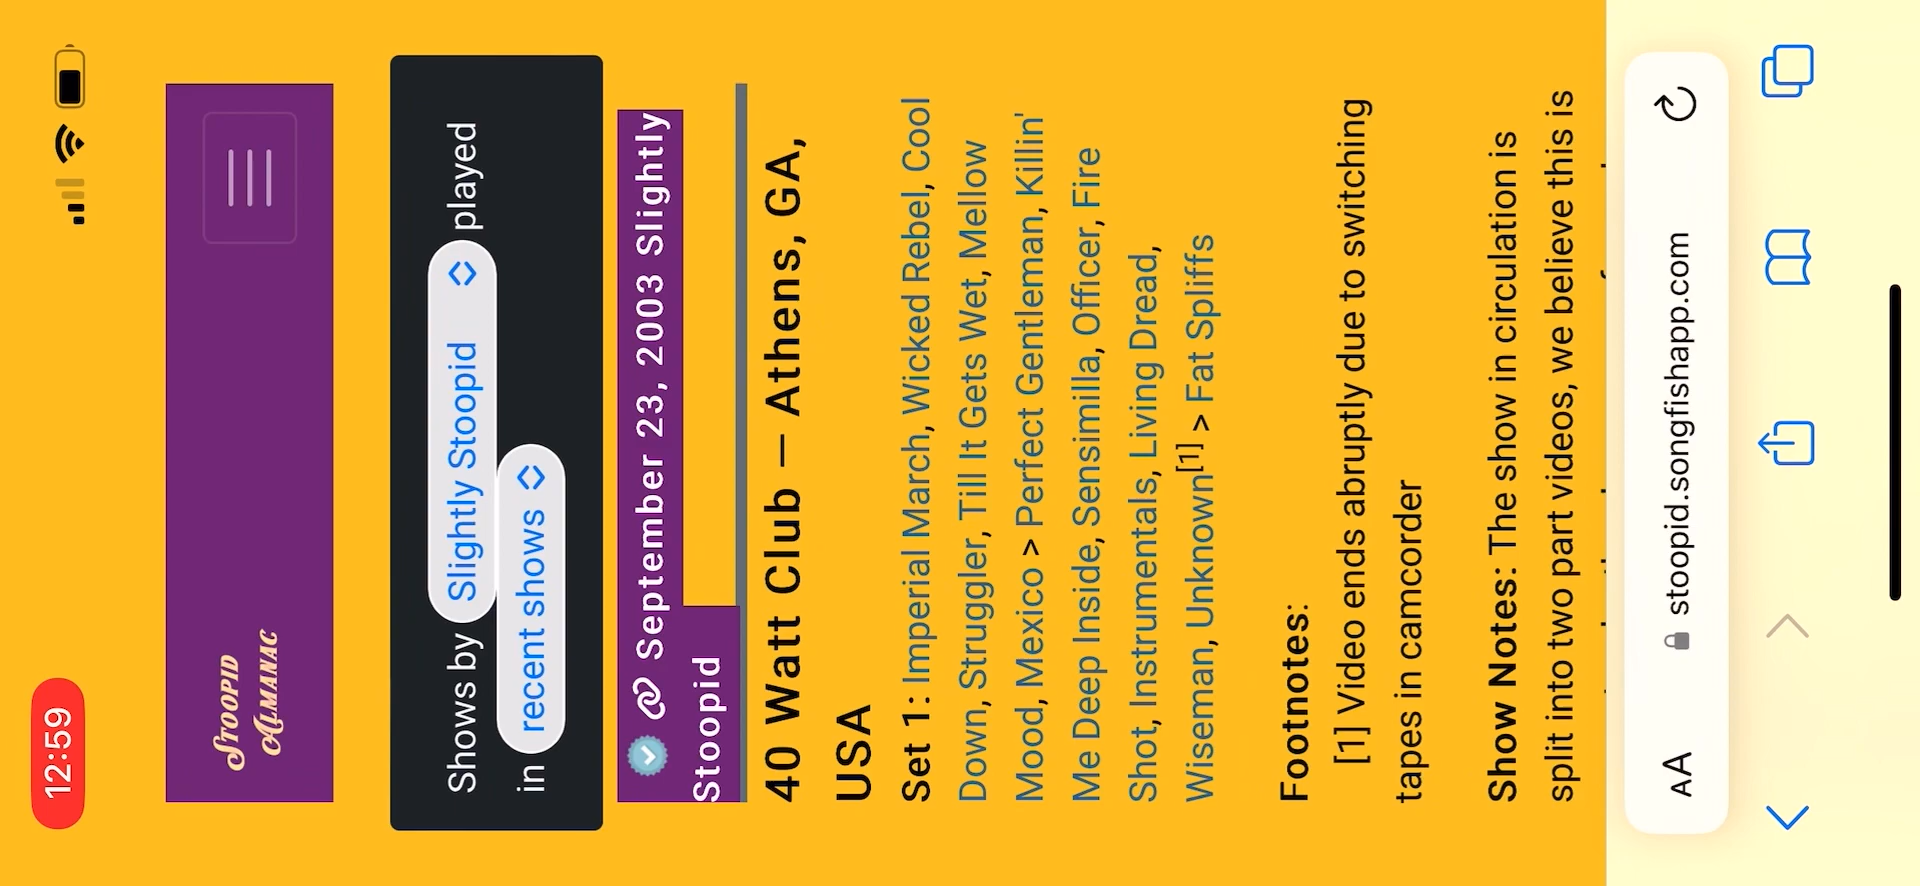 12:59
Stoopid
Almanac
Shows by Slightly Stoopid played
in recent shows
September 23, 2003 Slightly
Stoopid
40 Watt Club – Athens, GA,
USA
Set 1: Imperial March, Wicked Rebel, Cool
Down, Struggler, Till It Gets Wet, Mellow
Mood, Mexico > Perfect Gentleman, Killin'
Me Deep Inside, Sensimilla, Officer, Fire
Shot, Instrumentals, Living Dread,
Wiseman, Unknown[1] > Fat Spliffs
Footnotes:
[1] Video ends abruptly due to switching
tapes in camcorder
Show Notes: The show in circulation is
split into two part videos, we believe this is
AA stoopid.songfishapp.com